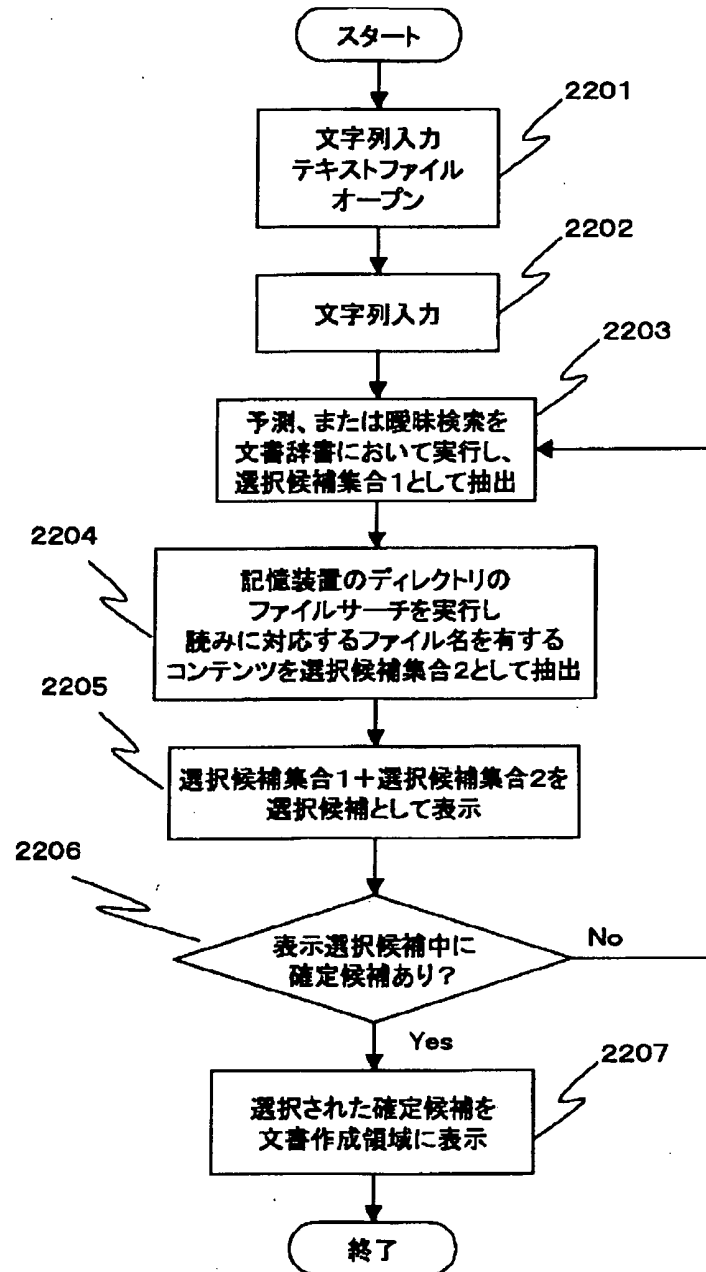 スタート
2201
文字列入力
テキストファイル
オープン
2202
文字列入力
2203
予測、または曖昧検索を
文書辞書において実行し、
選択候補集合1として抽出
2204
記憶装置のディレクトリの
ファイルサーチを実行し
読みに対応するファイル名を有する
コンテンツを選択候補集合2として抽出
2205
選択候補集合1+選択候補集合2を
選択候補として表示
2206
表示選択候補中に
確定候補あり?
No
Yes
2207
選択された確定候補を
文書作成領域に表示
終了